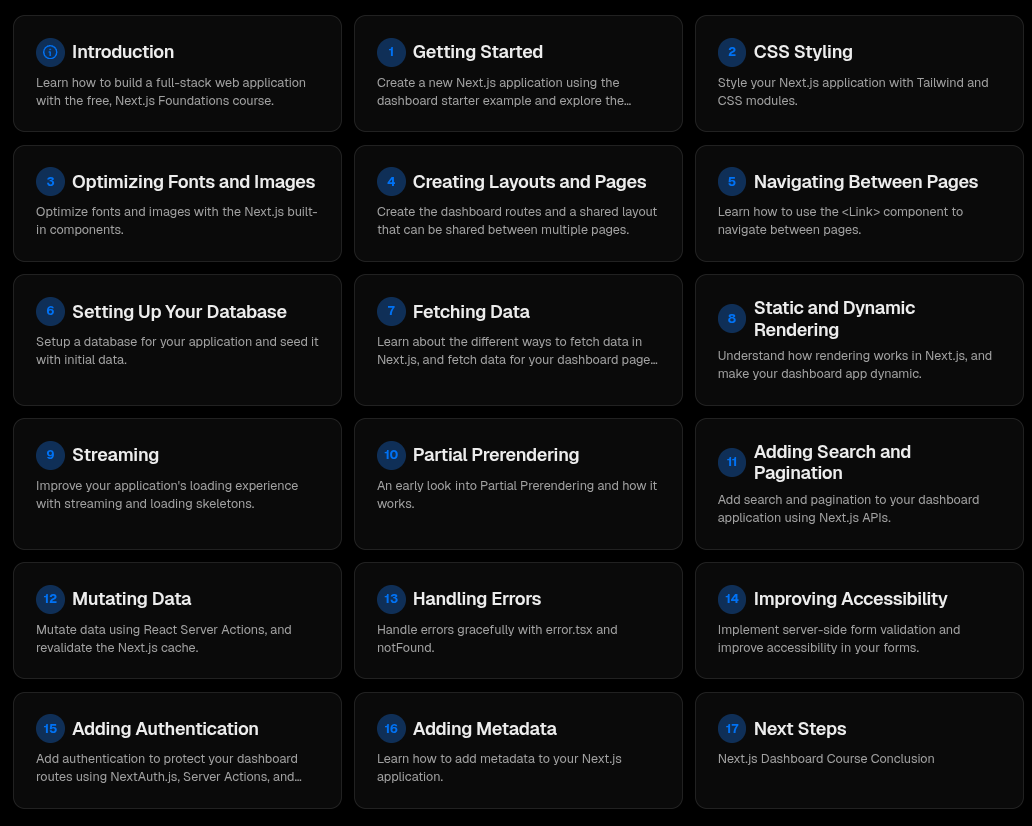 Introduction
Learn how to build a full-stack web application
with the free, Next.js Foundations course.
1
Getting Started
Create a new Next.js application using the
dashboard starter example and explore the…
2
CSS Styling
Style your Next.js application with Tailwind and
CSS modules.
3
Optimizing Fonts and Images
Optimize fonts and images with the Next.js built-
in components.
4
Creating Layouts and Pages
Create the dashboard routes and a shared layout
that can be shared between multiple pages.
5
Navigating Between Pages
Learn how to use the <Link> component to
navigate between pages.
6
Setting Up Your Database
Setup a database for your application and seed it
with initial data.
7
Fetching Data
Learn about the different ways to fetch data in
Next.js, and fetch data for your dashboard page…
8
Static and Dynamic
Rendering
Understand how rendering works in Next.js, and
make your dashboard app dynamic.
9
Streaming
Improve your application's loading experience
with streaming and loading skeletons.
10
Partial Prerendering
An early look into Partial Prerendering and how it
works.
11
Adding Search and
Pagination
Add search and pagination to your dashboard
application using Next.js APIs.
12
Mutating Data
Mutate data using React Server Actions, and
revalidate the Next.js cache.
13
Handling Errors
Handle errors gracefully with error.tsx and
notFound.
14
Improving Accessibility
Implement server-side form validation and
improve accessibility in your forms.
15
Adding Authentication
Add authentication to protect your dashboard
routes using NextAuth.js, Server Actions, and…
16
Adding Metadata
Learn how to add metadata to your Next.js
application.
17
Next Steps
Next.js Dashboard Course Conclusion